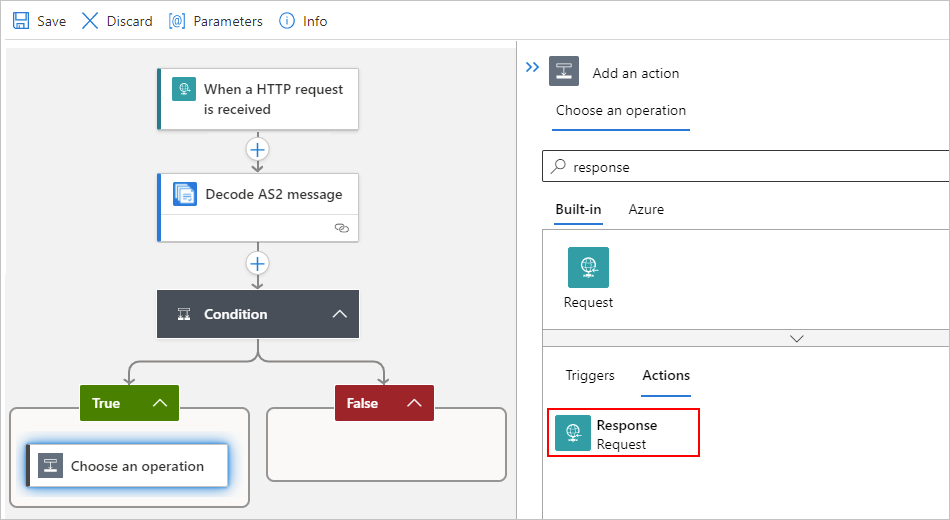 Save
Discard
[@]
Parameters
Info
When a HTTP request
is received
Decode AS2 message
Condition
True
False
Choose an operation
Add an action
Choose an operation
response
Built-in
Azure
Request
Triggers
Actions
Response
Request